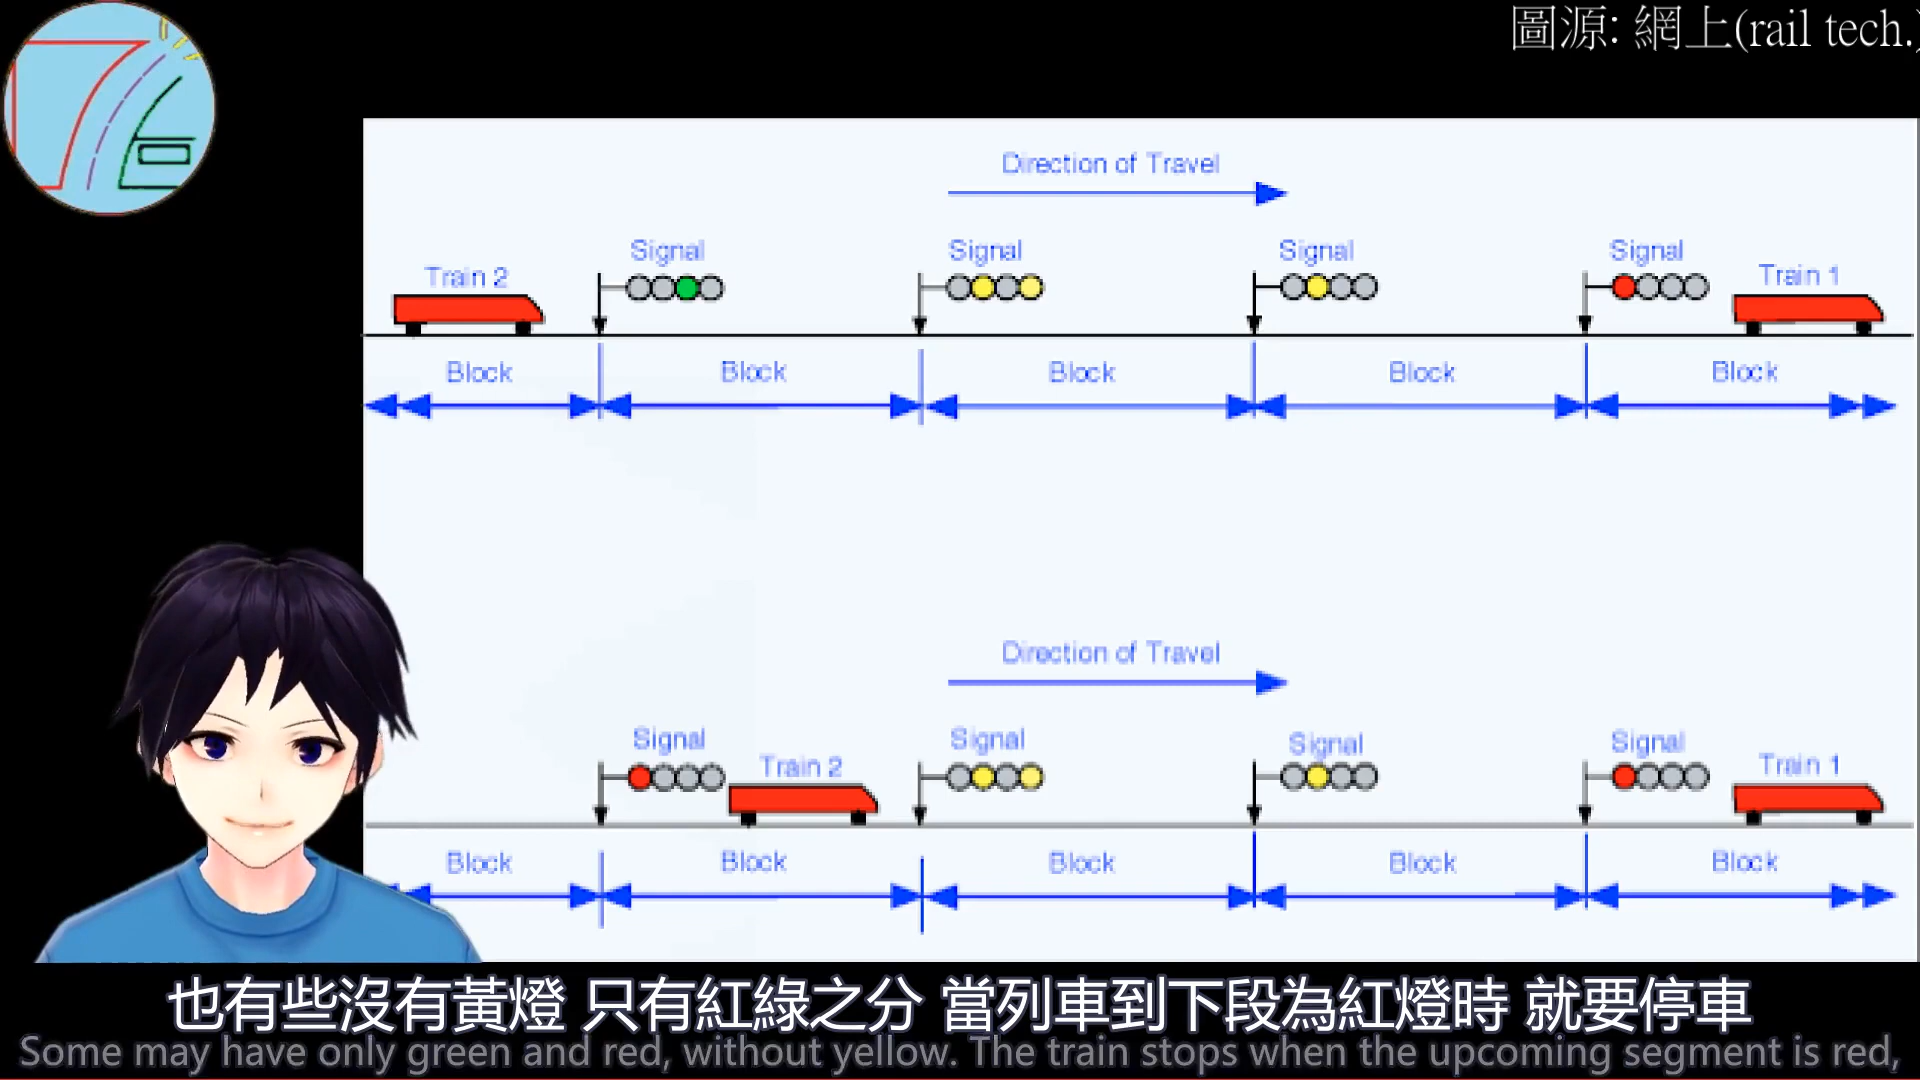 圖源: 網上(rail tech.)
Direction of Travel
Signal
Signal
Signal
Signal
Train 2
Train 1
Block
Block
Block
Block
Block
Direction of Travel
Signal
Signal
Signal
Signal
Train 2
Train 1
Block
Block
Block
Block
Block
也有些沒有黃燈 只有紅綠之分 當列車到下段為紅燈時 就要停車
Some may have only green and red, without yellow. The train stops when the upcoming segment is red,